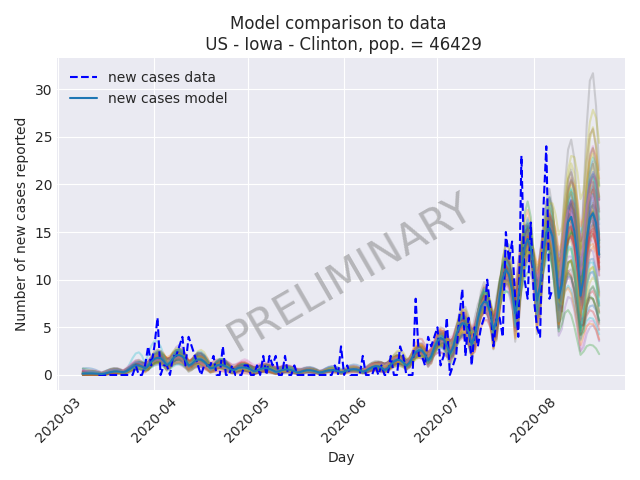 Model comparison to data
US - Iowa - Clinton, pop. = 46429
new cases data
new cases model
Number of new cases reported
30
25
20
15
10
5
0
PRELIMINARY
2020-03
2020-04
2020-05
2020-06
2020-07
2020-08
Day